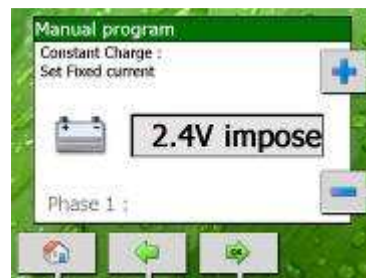 Manual program
Constant Charge :
Set Fixed current
2.4V impose
Phase 1 :